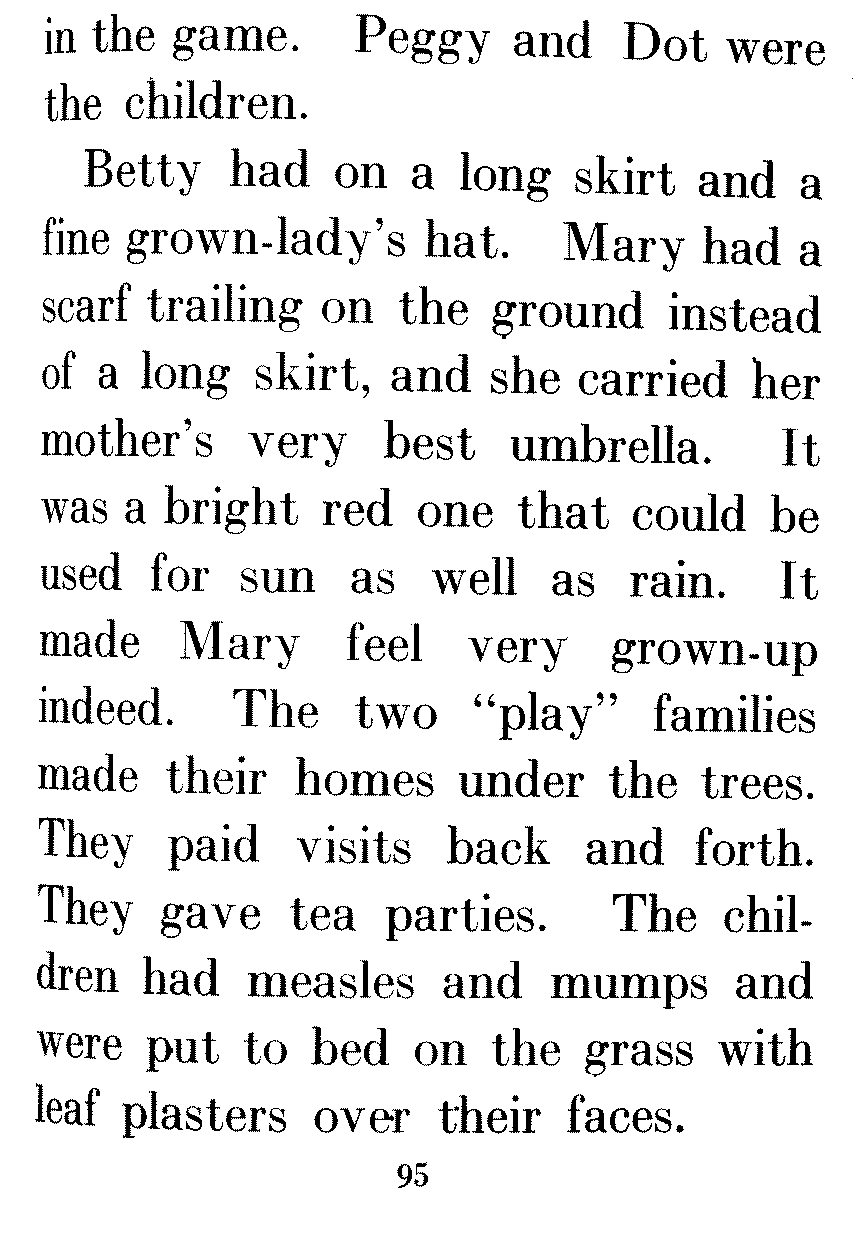 in the game. Peggy and Dot were
the children.
Betty had on a long skirt and a
fine grown-lady's hat. Mary had a
scarf trailing on the ground instead
of a long skirt, and she carried her
mother's very best umbrella. It
was a bright red one that could be
used for sun as well as rain. It
made Mary feel very grown-up
indeed. The two “play” families
made their homes under the trees.
They paid visits back and forth.
They gave tea parties. The chil-
dren had measles and mumps and
were put to bed on the grass with
leaf plasters over their faces.
95